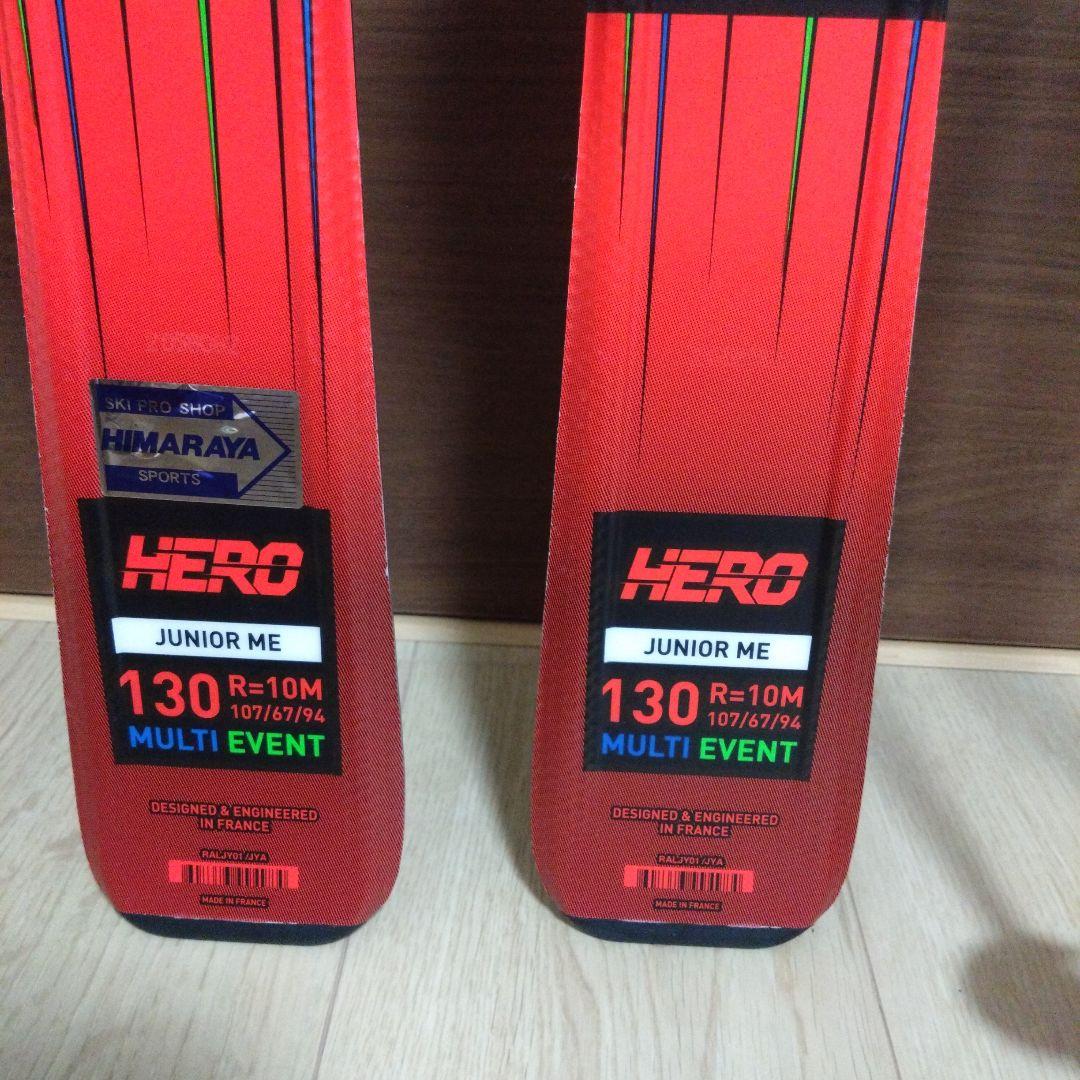 SKI PRO SHOP
HIMARAYA
SPORTS
HERO
JUNIOR ME
130 R=10M
107/67/94
MULTI EVENT
DESIGNED & ENGINEERED
IN FRANCE
RALJY01 /JYA
MADE IN FRANCE
HERO
JUNIOR ME
130 R=10M
107/67/94
MULTI EVENT
DESIGNED & ENGINEERED
IN FRANCE
RALJY01 /JYA
MADE IN FRANCE